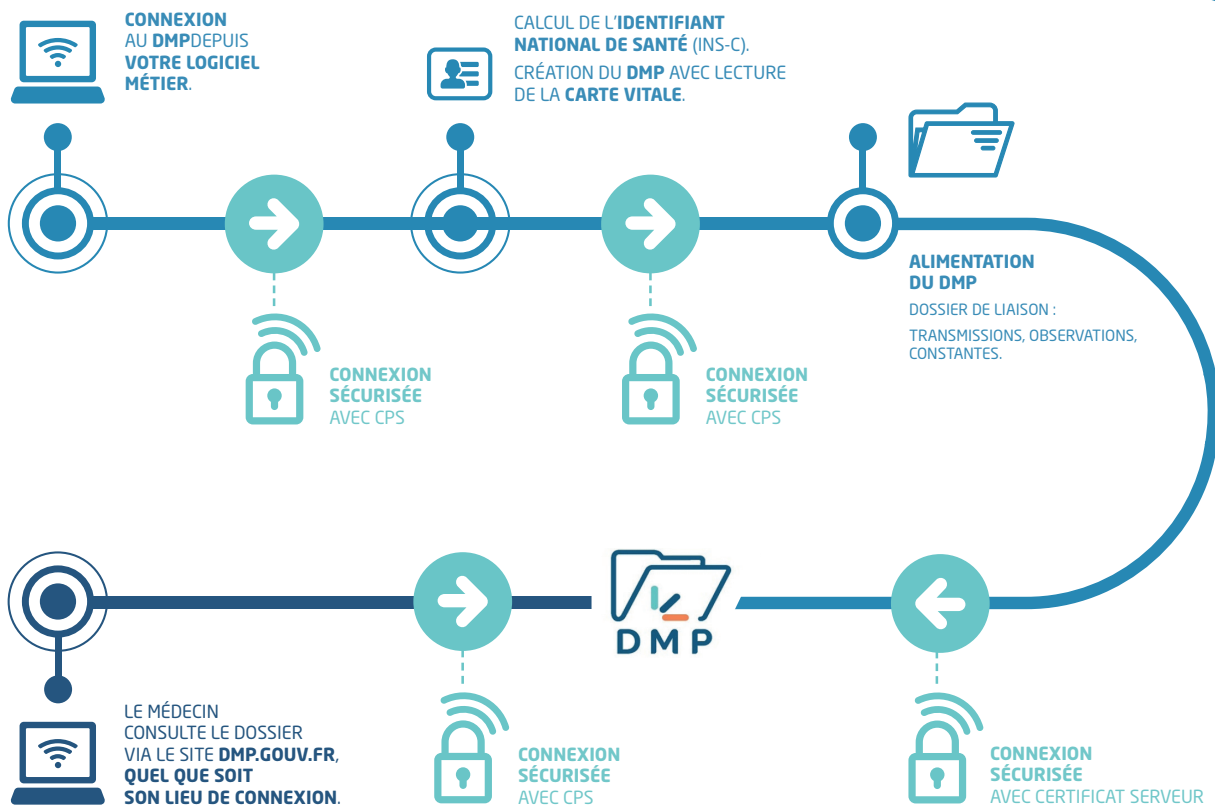 CONNEXION
AU DMPDEPUIS
VOTRE LOGICIEL
MÉTIER.
CALCUL DE L'IDENTIFIANT
NATIONAL DE SANTÉ (INS-C).
CRÉATION DU DMP AVEC LECTURE
DE LA CARTE VITALE.
ALIMENTATION
DU DMP
DOSSIER DE LIAISON :
TRANSMISSIONS, OBSERVATIONS,
CONSTANTES.
CONNEXION
SÉCURISÉE
AVEC CPS
CONNEXION
SÉCURISÉE
AVEC CPS
DMP
LE MÉDECIN
CONSULTE LE DOSSIER
VIA LE SITE DMP.GOUV.FR,
QUEL QUE SOIT
SON LIEU DE CONNEXION.
CONNEXION
SÉCURISÉE
AVEC CPS
CONNEXION
SÉCURISÉE
AVEC CERTIFICAT SERVEUR